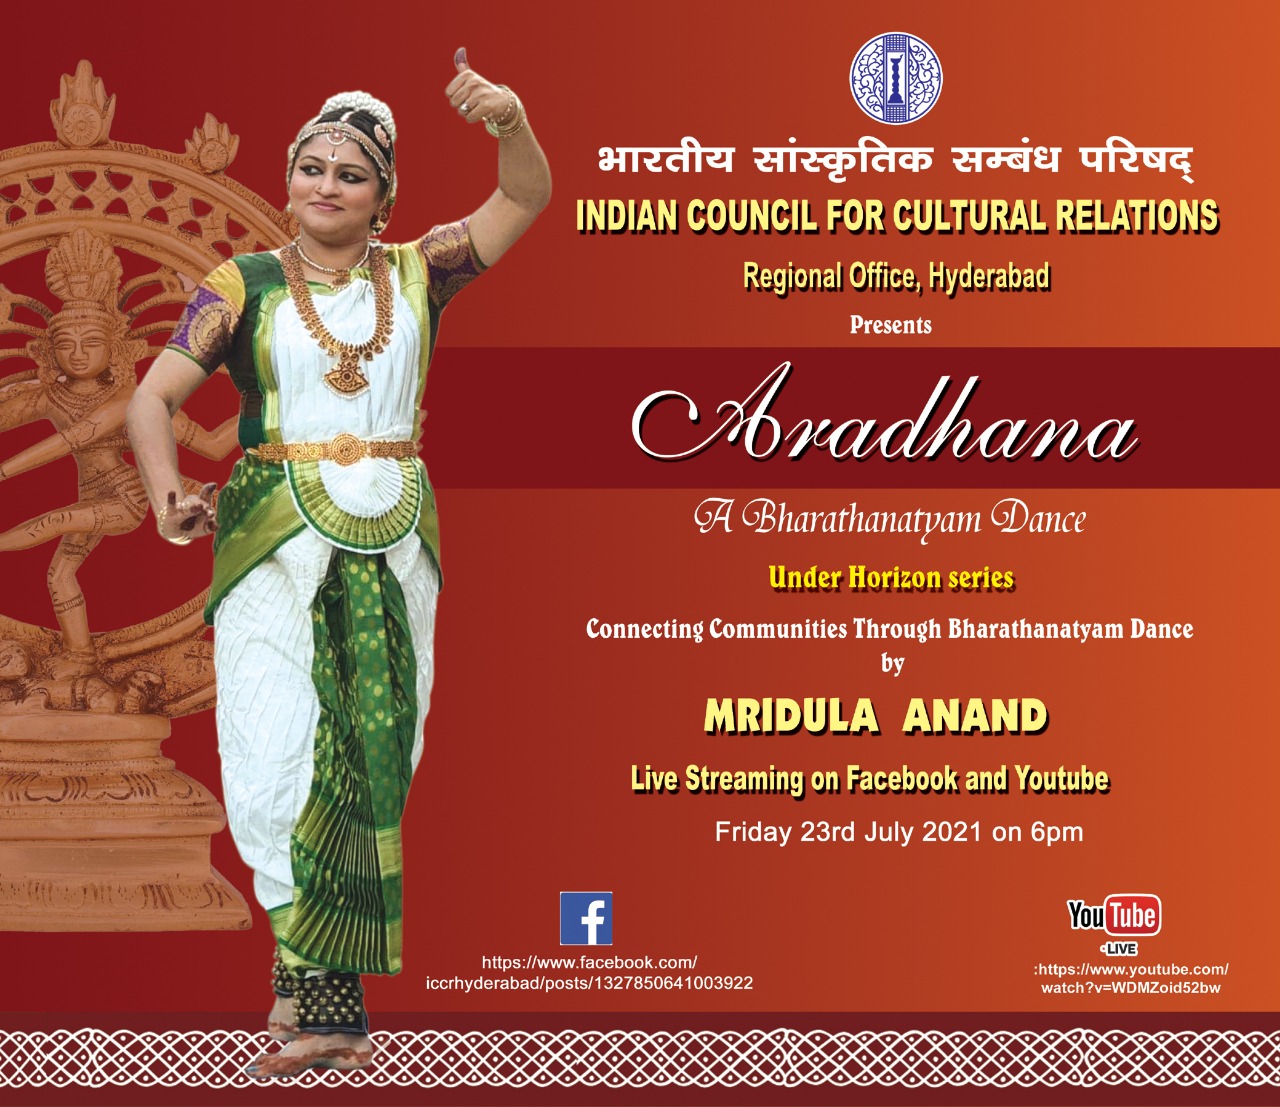 भारतीय सांस्कृतिक सम्बंध परिषद्
INDIAN COUNCIL FOR CULTURAL RELATIONS
Regional Office, Hyderabad
Presents
Aradhana
A Bharathanatyam Dance
Under Horizon series
Connecting Communities Through Bharathanatyam Dance
by
MRIDULA ANAND
Live Streaming on Facebook and Youtube
Friday 23rd July 2021 on 6pm
f
https://www.facebook.com/
iccrhyderabad/posts/1327850641003922
YouTube
LIVE
:https://www.youtube.com/
watch?v=WDMZoid52bw